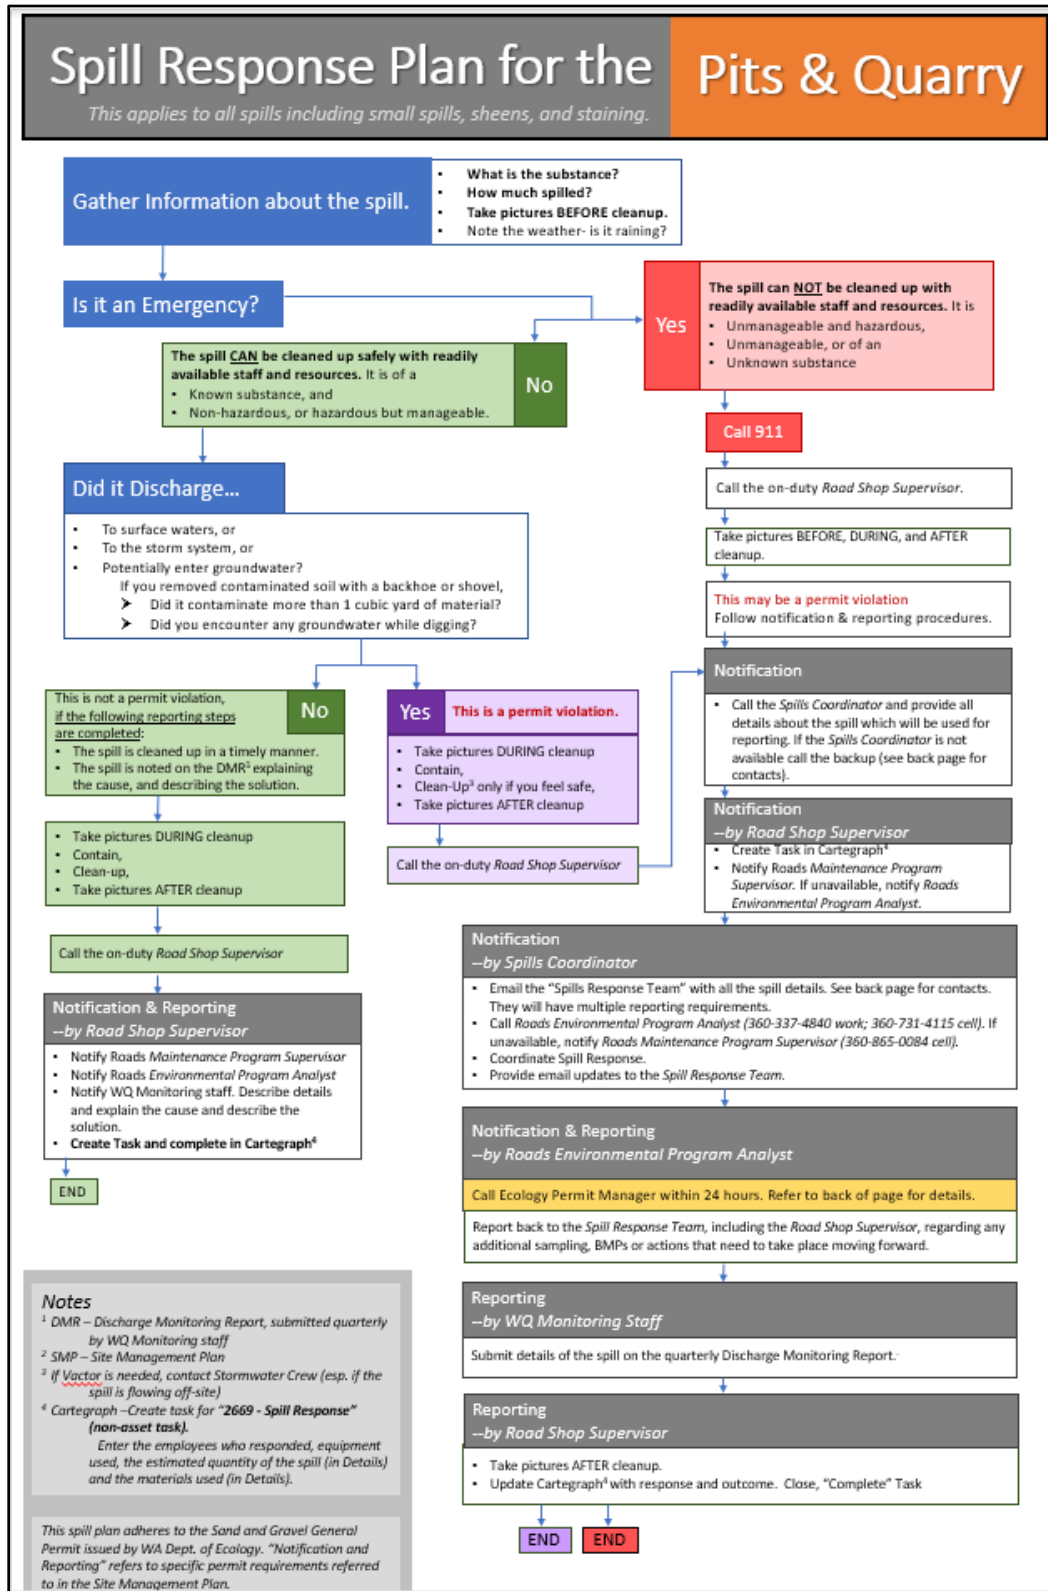 Spill Response Plan for the
This applies to all spills including small spills, sheens, and staining.
Pits & Quarry
Gather Information about the spill.
▪ What is the substance?
▪ How much spilled?
▪ Take pictures BEFORE cleanup.
▪ Note the weather- is it raining?
Is it an Emergency?
Yes
The spill can NOT be cleaned up with
readily available staff and resources. It is
▪ Unmanageable and hazardous,
▪ Unmanageable, or of an
▪ Unknown substance
The spill CAN be cleaned up safely with readily
available staff and resources. It is of a
▪ Known substance, and
▪ Non-hazardous, or hazardous but manageable.
No
Call 911
Call the on-duty Road Shop Supervisor.
Take pictures BEFORE, DURING, and AFTER
cleanup.
This may be a permit violation
Follow notification & reporting procedures.
Did it Discharge...
▪ To surface waters, or
▪ To the storm system, or
▪ Potentially enter groundwater?
If you removed contaminated soil with a backhoe or shovel,
➤ Did it contaminate more than 1 cubic yard of material?
➤ Did you encounter any groundwater while digging?
This is not a permit violation,
if the following reporting steps
are completed:
▪ The spill is cleaned up in a timely manner.
▪ The spill is noted on the DMR¹ explaining
the cause, and describing the solution.
No
▪ Take pictures DURING cleanup
▪ Contain,
▪ Clean-up,
▪ Take pictures AFTER cleanup
Call the on-duty Road Shop Supervisor
Notification & Reporting
--by Road Shop Supervisor
▪ Notify Roads Maintenance Program Supervisor
▪ Notify Roads Environmental Program Analyst
▪ Notify WQ Monitoring staff. Describe details
and explain the cause and describe the
solution.
▪ Create Task and complete in Cartegraph⁴
END
Yes
This is a permit violation.
▪ Take pictures DURING cleanup
▪ Contain,
▪ Clean-Up³ only if you feel safe,
▪ Take pictures AFTER cleanup
Call the on-duty Road Shop Supervisor
Notification
▪ Call the Spills Coordinator and provide all
details about the spill which will be used for
reporting. If the Spills Coordinator is not
available call the backup (see back page for
contacts).
Notification
--by Road Shop Supervisor
▪ Create Task in Cartegraph⁴
▪ Notify Roads Maintenance Program
Supervisor. If unavailable, notify Roads
Environmental Program Analyst.
Notification
--by Spills Coordinator
▪ Email the “Spills Response Team” with all the spill details. See back page for contacts.
They will have multiple reporting requirements.
▪ Call Roads Environmental Program Analyst (360-337-4840 work; 360-731-4115 cell). If
unavailable, notify Roads Maintenance Program Supervisor (360-865-0084 cell).
▪ Coordinate Spill Response.
▪ Provide email updates to the Spill Response Team.
Notification & Reporting
--by Roads Environmental Program Analyst
Call Ecology Permit Manager within 24 hours. Refer to back of page for details.
Report back to the Spill Response Team, including the Road Shop Supervisor, regarding any
additional sampling, BMPs or actions that need to take place moving forward.
Reporting
--by WQ Monitoring Staff
Submit details of the spill on the quarterly Discharge Monitoring Report.
Reporting
--by Road Shop Supervisor
▪ Take pictures AFTER cleanup.
▪ Update Cartegraph⁴ with response and outcome. Close, “Complete” Task
END
END
Notes
¹ DMR – Discharge Monitoring Report, submitted quarterly
by WQ Monitoring staff
² SMP – Site Management Plan
³ If Vactor is needed, contact Stormwater Crew (esp. if the
spill is flowing off-site)
⁴ Cartegraph –Create task for “2669 - Spill Response”
(non-asset task).
Enter the employees who responded, equipment
used, the estimated quantity of the spill (in Details)
and the materials used (in Details).
This spill plan adheres to the Sand and Gravel General
Permit issued by WA Dept. of Ecology. “Notification and
Reporting” refers to specific permit requirements referred
to in the Site Management Plan.